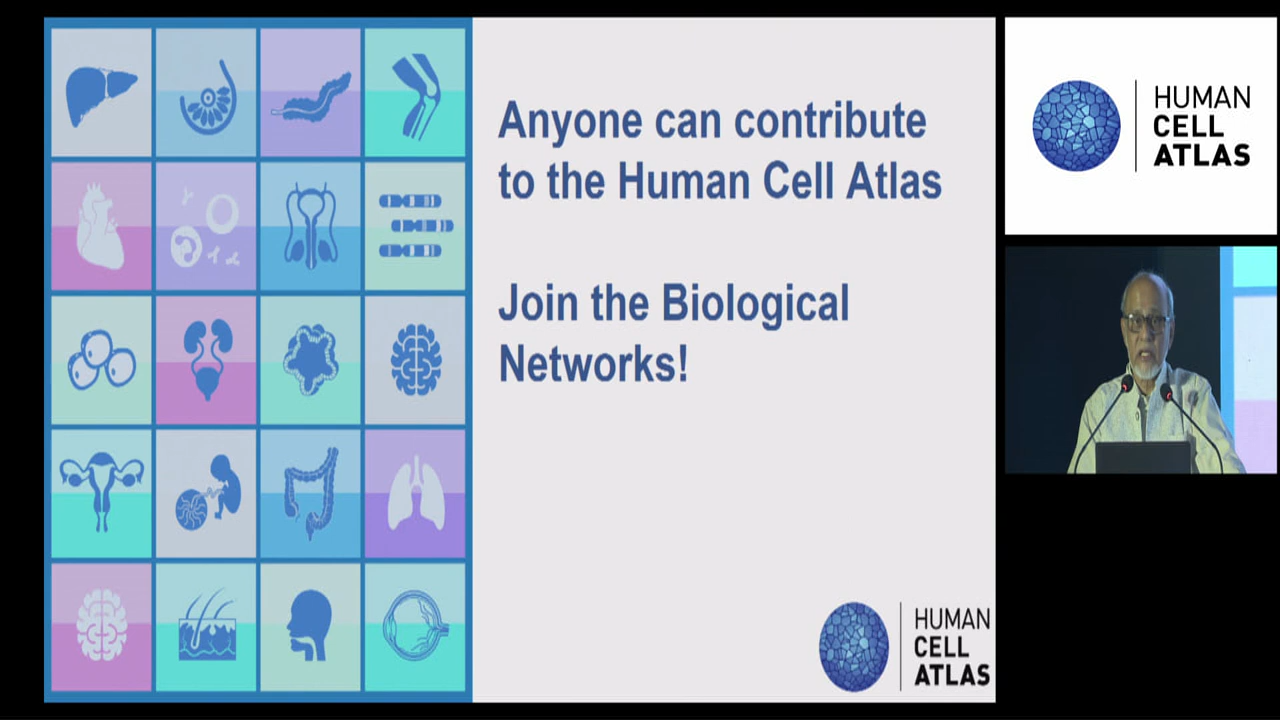 Anyone can contribute
to the Human Cell Atlas
Join the Biological
Networks!
HUMAN
CELL
ATLAS
HUMAN
CELL
ATLAS